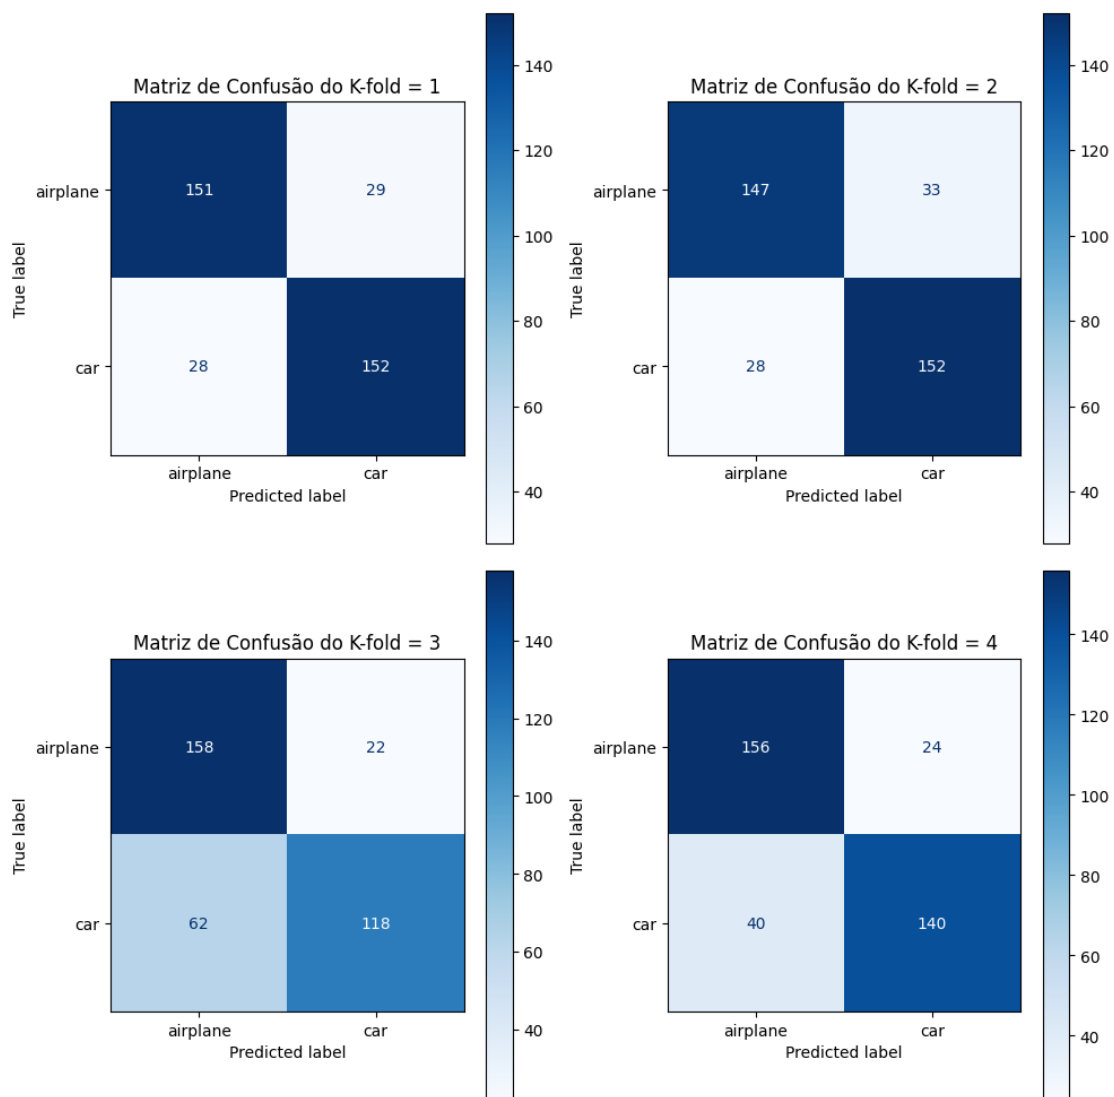 Matriz de Confusão do K-fold = 1
airplane
car
True label
151
29
28
152
airplane
car
Predicted label
140
120
100
80
60
40
Matriz de Confusão do K-fold = 2
airplane
car
True label
147
33
28
152
airplane
car
Predicted label
140
120
100
80
60
40
Matriz de Confusão do K-fold = 3
airplane
car
True label
158
22
62
118
airplane
car
Predicted label
140
120
100
80
60
40
Matriz de Confusão do K-fold = 4
airplane
car
True label
156
24
40
140
airplane
car
Predicted label
140
120
100
80
60
40